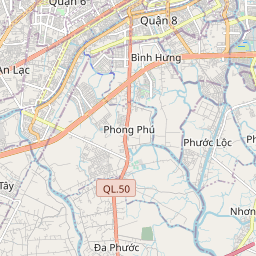 Quận 6
Quận 8
An Lạc
Bình Hưng
Phong Phú
Phước Lộc
Tây
QL.50
Nhơn
Đa Phước